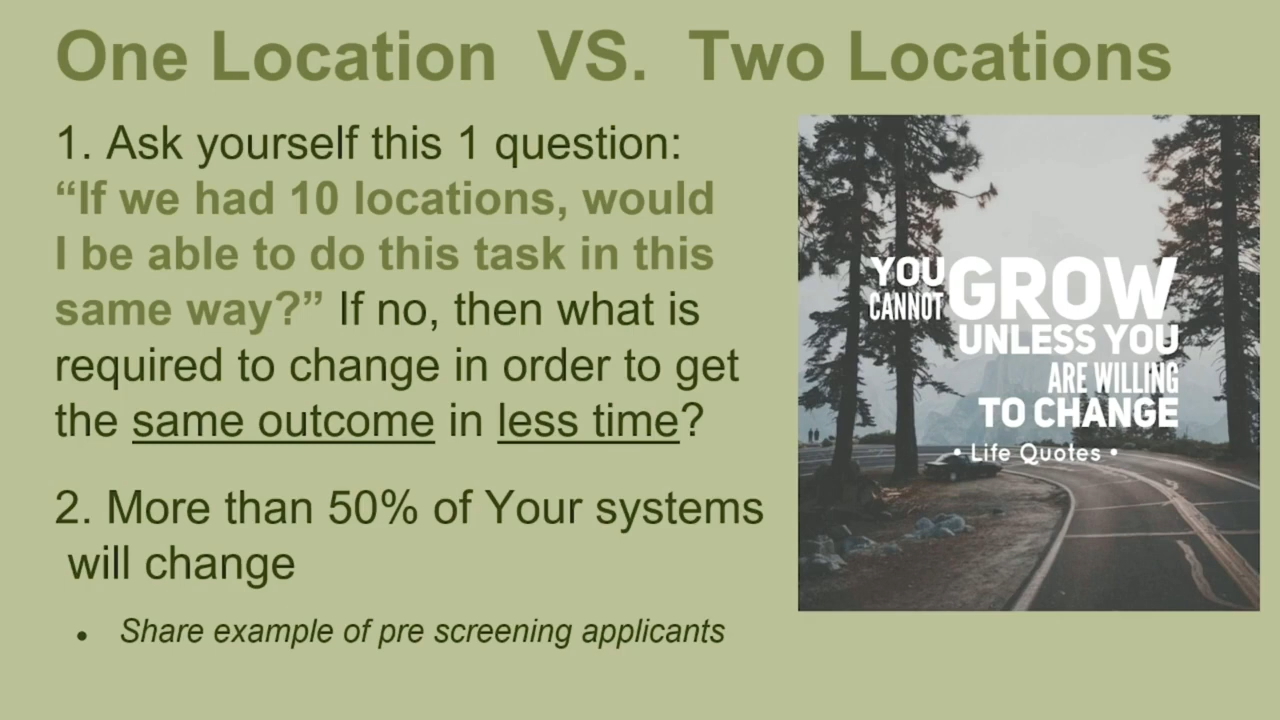 One Location VS. Two Locations
1. Ask yourself this 1 question:
“If we had 10 locations, would
I be able to do this task in this
same way?” If no, then what is
required to change in order to get
the same outcome in less time?
2. More than 50% of Your systems
will change
• Share example of pre screening applicants
YOU
CANNOT GROW
UNLESS YOU
ARE WILLING
TO CHANGE
• Life Quotes •